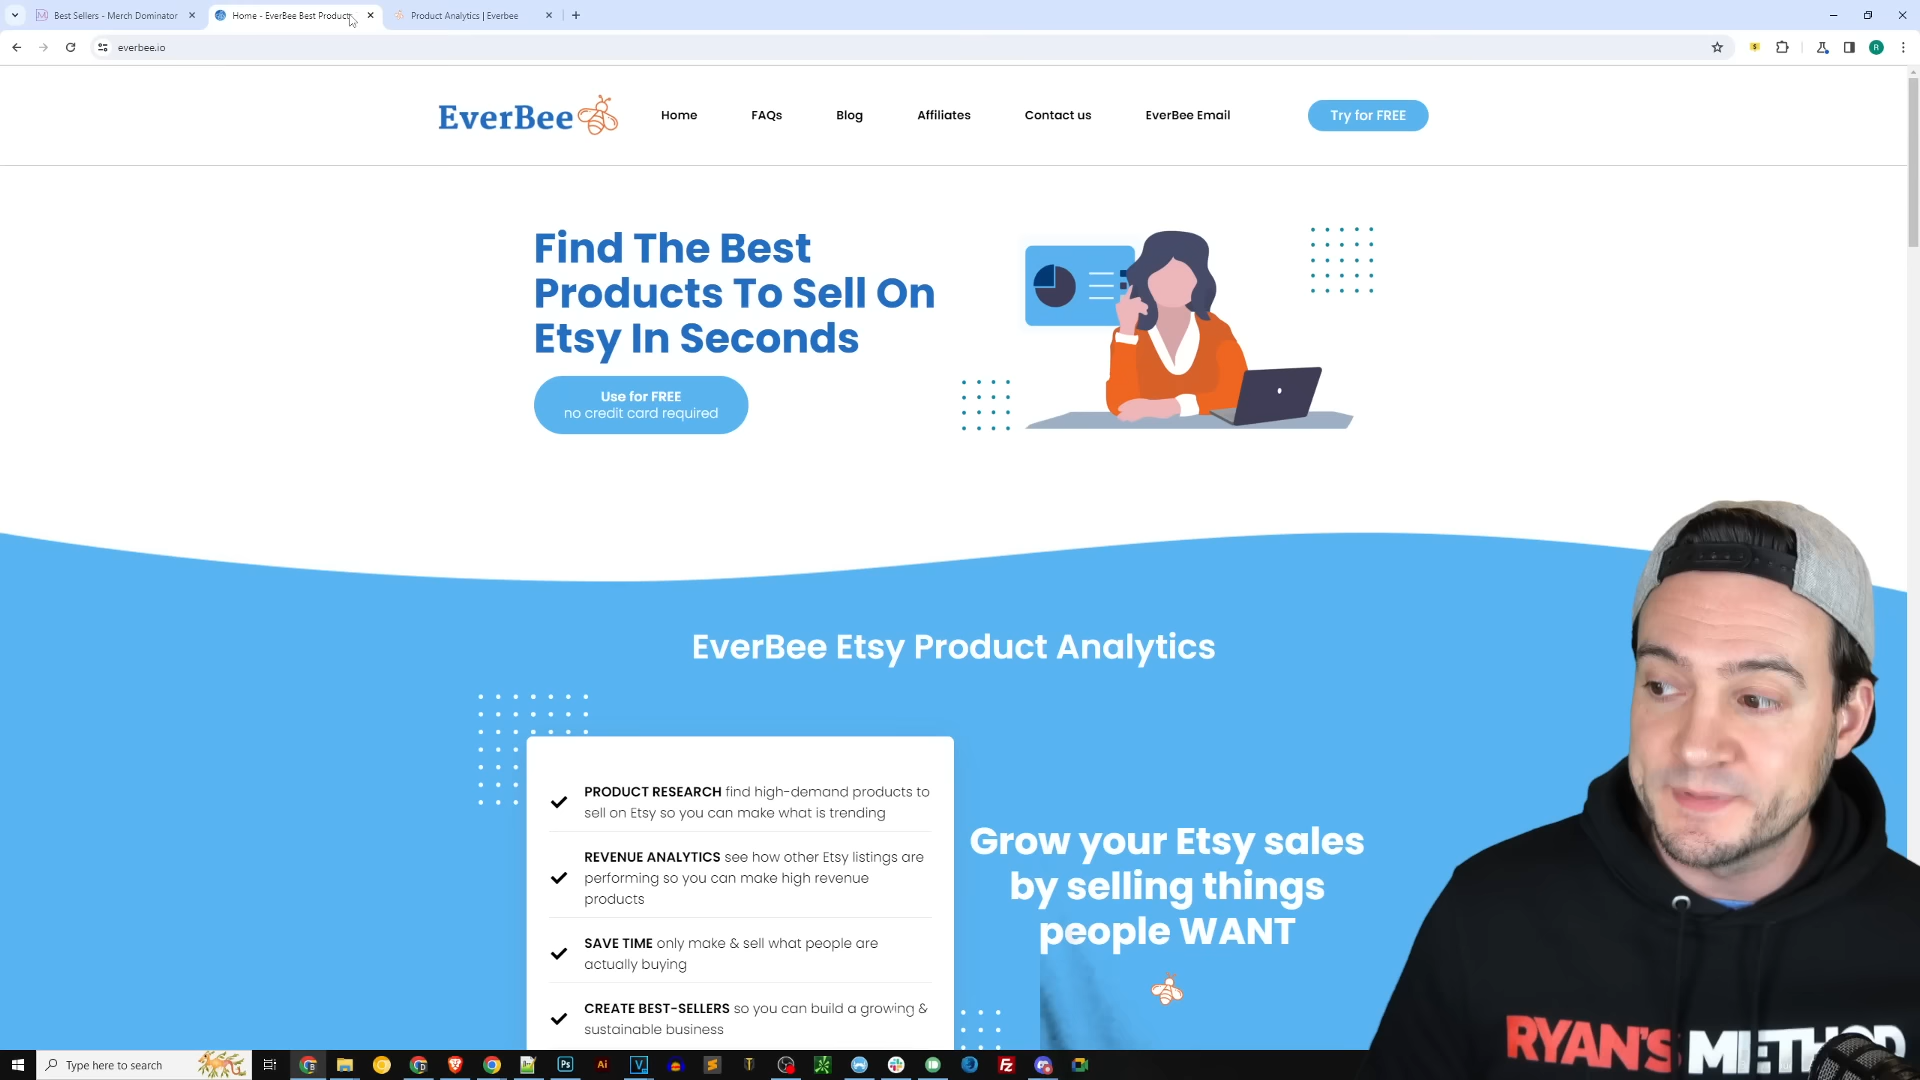 Best Sellers - Merch Dominator
Home - EverBee Best Product
Product Analytics | Everbee
everbee.io
R
EverBee
Home
FAQs
Blog
Affiliates
Contact us
EverBee Email
Try for FREE
Find The Best
Products To Sell On
Etsy In Seconds
Use for FREE
no credit card required
EverBee Etsy Product Analytics
PRODUCT RESEARCH find high-demand products to
sell on Etsy so you can make what is trending
REVENUE ANALYTICS see how other Etsy listings are
performing so you can make high revenue
products
SAVE TIME only make & sell what people are
actually buying
CREATE BEST-SELLERS so you can build a growing &
sustainable business
Grow your Etsy sales
by selling things
people WANT
RYAN'S METHOD
Type here to search
Ps
Ai
V